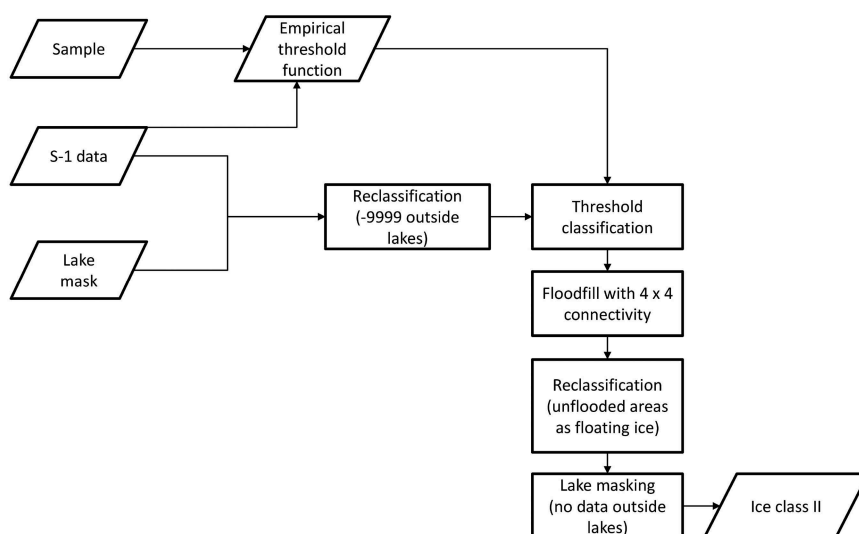 Sample
Empirical
threshold
function
S-1 data
Lake
mask
Reclassification
(-9999 outside
lakes)
Threshold
classification
Floodfill with 4 x 4
connectivity
Reclassification
(unflooded areas
as floating ice)
Lake masking
(no data outside
lakes)
Ice class II